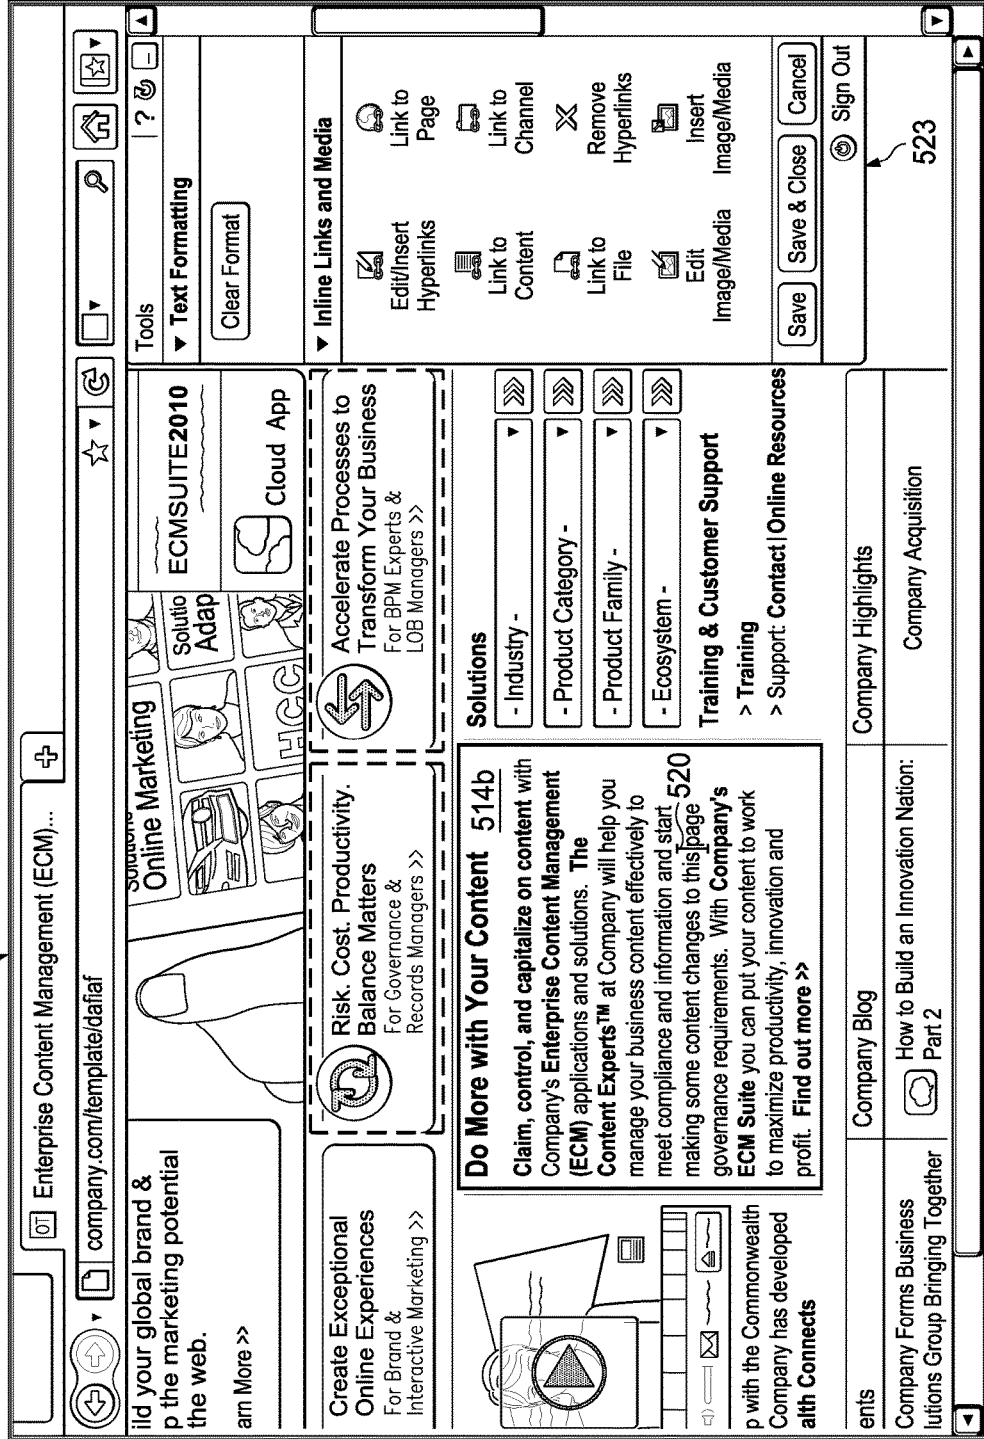 OT Enterprise Content Management (ECM)...
company.com/template/dafiaf
ild your global brand &
p the marketing potential
the web.
arn More >>
Online Marketing
Solutio
Adap
HGC
ECMSUITE2010
Cloud App
Create Exceptional
Online Experiences
For Brand &
Interactive Marketing >>
Risk. Cost. Productivity.
Balance Matters
For Governance &
Records Managers >>
Accelerate Processes to
Transform Your Business
For BPM Experts &
LOB Managers >>
p with the Commonwealth
Company has developed
alth Connects
Do More with Your Content 514b
Claim, control, and capitalize on content with
Company's Enterprise Content Management
(ECM) applications and solutions. The
Content Experts™ at Company will help you
manage your business content effectively to
meet compliance and information and start
making some content changes to this page
governance requirements. With Company's
ECM Suite you can put your content to work
to maximize productivity, innovation and
profit. Find out more >>
520
Solutions
- Industry -
- Product Category -
- Product Family -
- Ecosystem -
Training & Customer Support
> Training
> Support: Contact|Online Resources
ents
Company Forms Business
lutions Group Bringing Together
Company Blog
How to Build an Innovation Nation:
Part 2
Company Highlights
Company Acquisition
Tools
| ?
Text Formatting
Clear Format
Inline Links and Media
Edit/Insert
Hyperlinks
Link to
Page
Link to
Content
Link to
Channel
Link to
File
Remove
Hyperlinks
Edit
Image/Media
Insert
Image/Media
Save
Save & Close
Cancel
Sign Out
523